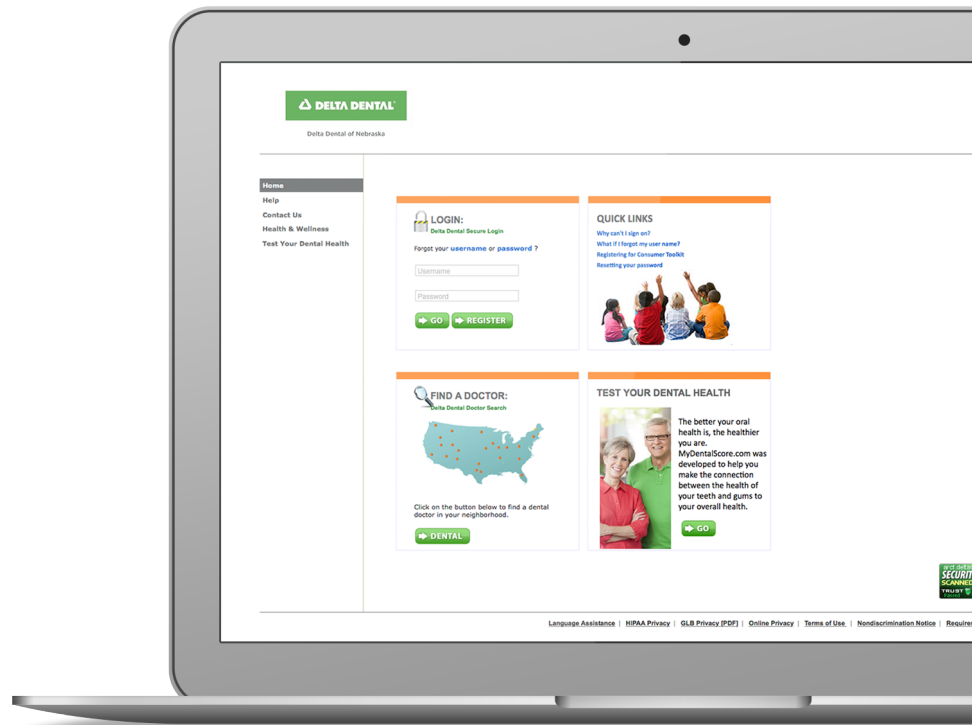 DELTA DENTAL
Delta Dental of Nebraska
Home
Help
Contact Us
Health & Wellness
Test Your Dental Health
LOGIN:
Delta Dental Secure Login
Forgot your username or password ?
Username
Password
GO
REGISTER
QUICK LINKS
Why can't I sign on?
What if I forgot my user name?
Registering for Consumer Toolkit
Resetting your password
FIND A DOCTOR:
Delta Dental Doctor Search
Click on the button below to find a dental
doctor in your neighborhood.
DENTAL
TEST YOUR DENTAL HEALTH
The better your oral
health is, the healthier
you are.
MyDentalScore.com was
developed to help you
make the connection
between the health of
your teeth and gums to
your overall health.
GO
SECURIT
SCANNED
TRUST
Language Assistance | HIPAA Privacy | GLB Privacy [PDF] | Online Privacy | Terms of Use | Nondiscrimination Notice | Require